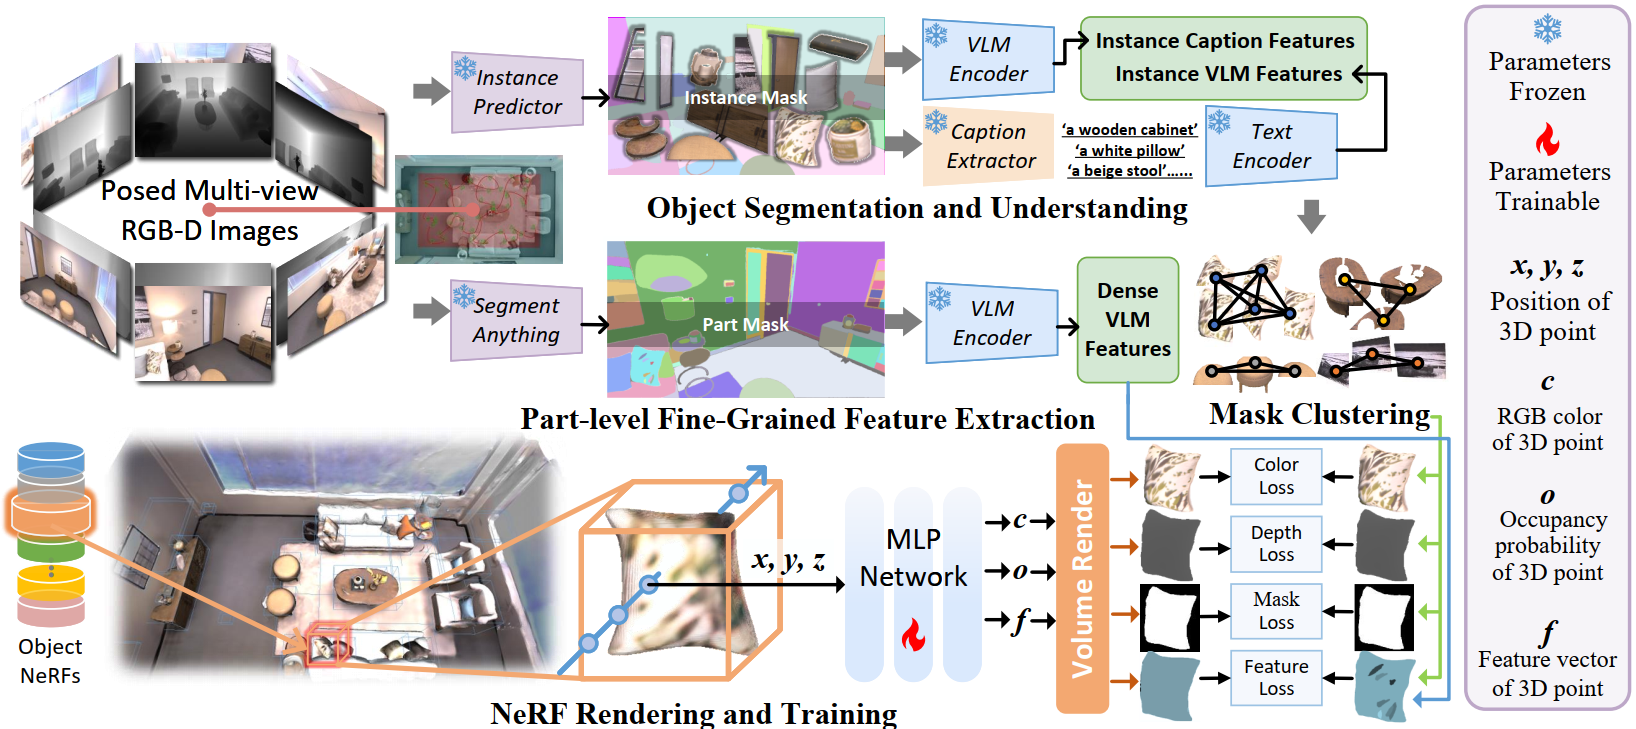 Posed Multi-view
RGB-D Images
Instance
Predictor
Instance Mask
VLM
Encoder
Instance Caption Features
Instance VLM Features
Caption
Extractor
‘a wooden cabinet’
‘a white pillow’
‘a beige stool’......
Text
Encoder
Object Segmentation and Understanding
Segment
Anything
Part Mask
VLM
Encoder
Dense
VLM
Features
Part-level Fine-Grained Feature Extraction
Mask Clustering
Object
NeRFs
x, y, z
MLP
Network
c
o
f
Volume Render
Color
Loss
Depth
Loss
Mask
Loss
Feature
Loss
NeRF Rendering and Training
Parameters
Frozen
Parameters
Trainable
x, y, z
Position of
3D point
c
RGB color
of 3D point
o
Occupancy
probability
of 3D point
f
Feature vector
of 3D point